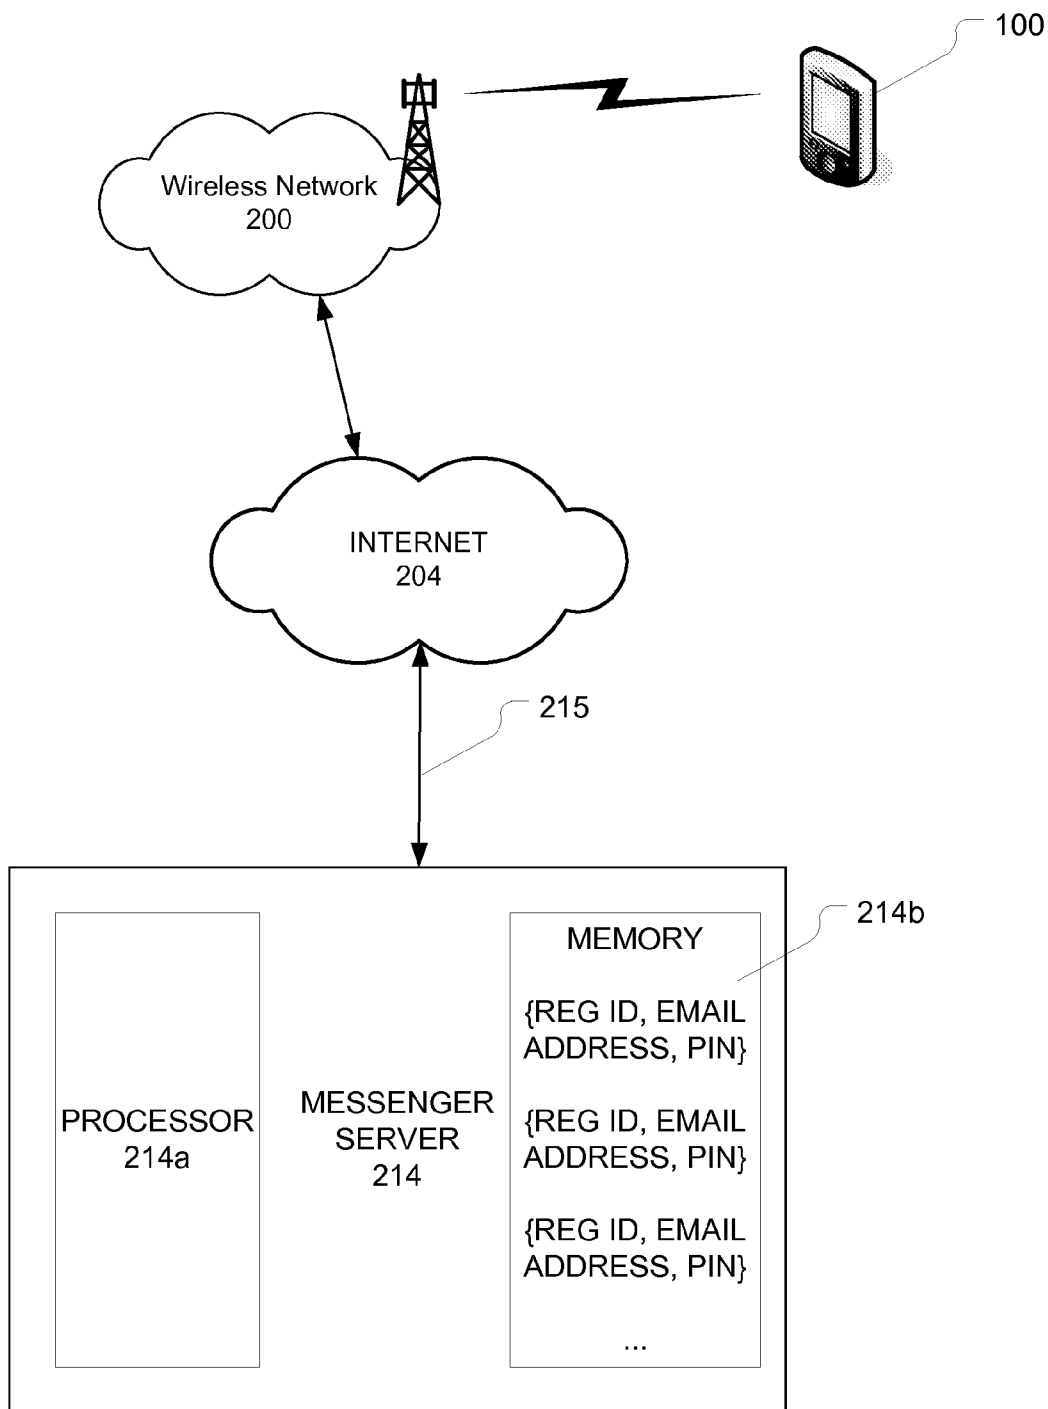 100
Wireless Network
200
INTERNET
204
215
214b
MEMORY
{REG ID, EMAIL
ADDRESS, PIN}
{REG ID, EMAIL
ADDRESS, PIN}
{REG ID, EMAIL
ADDRESS, PIN}
...
PROCESSOR
214a
MESSENGER
SERVER
214